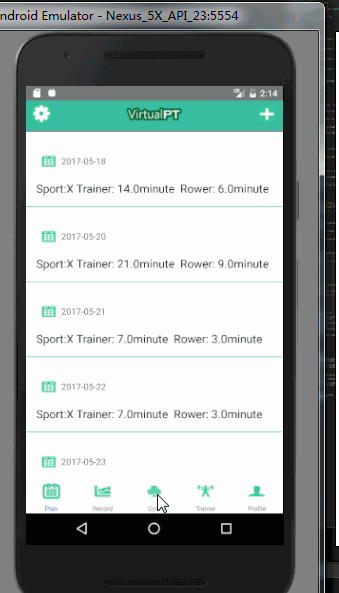 ndroid Emulator - Nexus_5X_API_23:5554
2:14
VirtualPT
2017-05-18
Sport:X Trainer: 14.0minute Rower: 6.0minute
2017-05-20
Sport:X Trainer: 21.0minute Rower: 9.0minute
2017-05-21
Sport:X Trainer: 7.0minute Rower: 3.0minute
2017-05-22
Sport:X Trainer: 7.0minute Rower: 3.0minute
2017-05-23
Plan Record Trainer Profile